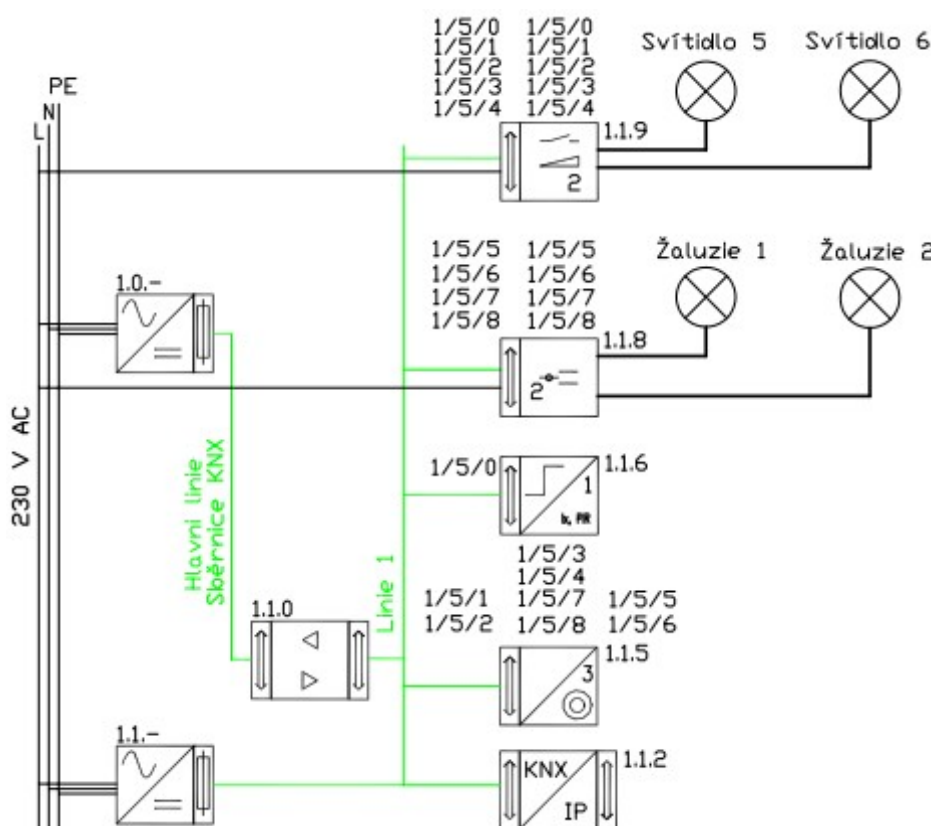 1/5/0 1/5/0
1/5/1 1/5/1
1/5/2 1/5/2
1/5/3 1/5/3
1/5/4 1/5/4
Svítidlo 5
Svítidlo 6
PE
N
L
1.1.9
2
1/5/5 1/5/5
1/5/6 1/5/6
1/5/7 1/5/7
1/5/8 1/5/8
Žaluzie 1
Žaluzie 2
1.0.-
1.1.8
2
230 V AC
Hlavní linie
Sběrnice KNX
Linie 1
1/5/0
1.1.6
1
lx, PIR
1/5/3
1/5/4
1/5/1 1/5/7 1/5/5
1/5/2 1/5/8 1/5/6
1.1.0
1.1.5
3
1.1.-
1.1.2
KNX
IP